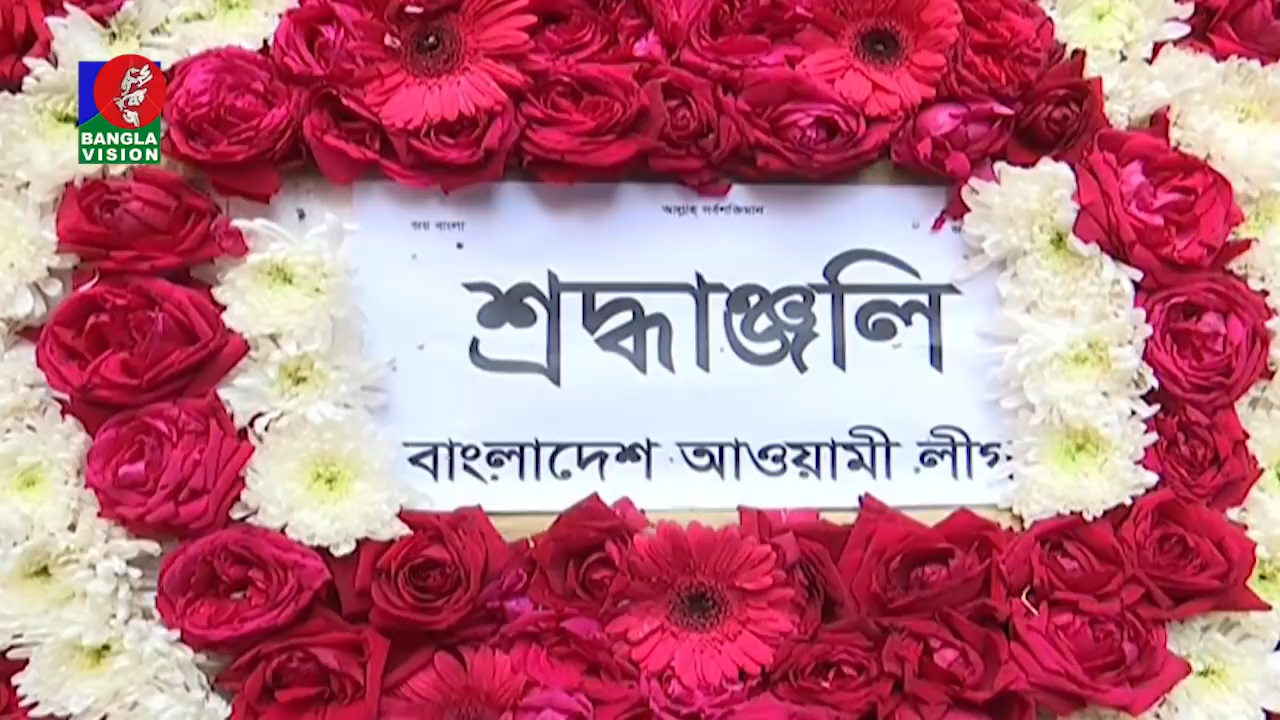 BANGLA
VISION
আল্লাহ সর্বশক্তিমান
জয় বাংলা
শ্রদ্ধাঞ্জলি
বাংলাদেশ আওয়ামী লীগ